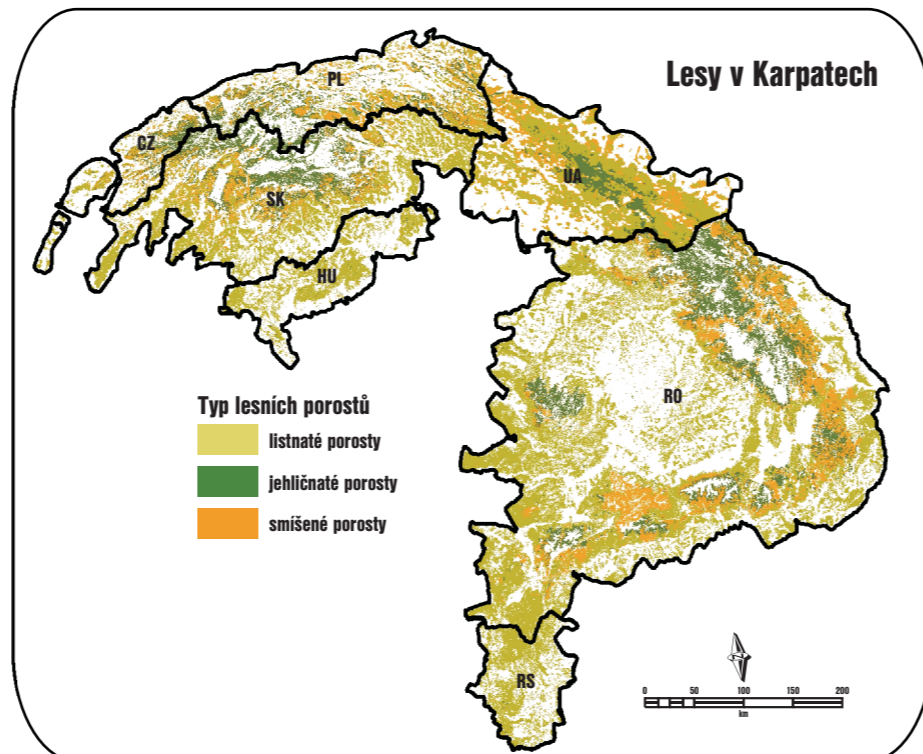 Lesy v Karpatech
PL
CZ
SK
UA
HU
RO
RS
Typ lesních porostů
listnaté porosty
jehličnaté porosty
smíšené porosty
0 50 100 150 200
km